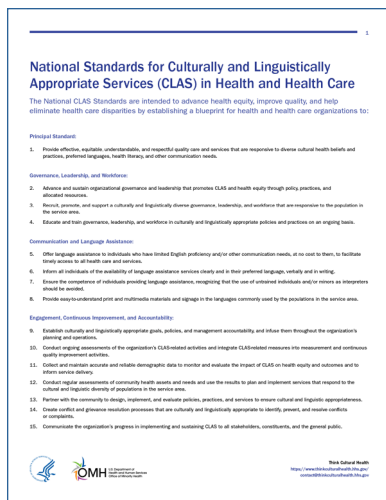 1
National Standards for Culturally and Linguistically
Appropriate Services (CLAS) in Health and Health Care
The National CLAS Standards are intended to advance health equity, improve quality, and help
eliminate health care disparities by establishing a blueprint for health and health care organizations to:
Principal Standard:
1. Provide effective, equitable, understandable, and respectful quality care and services that are responsive to diverse cultural health beliefs and
practices, preferred languages, health literacy, and other communication needs.
Governance, Leadership, and Workforce:
2. Advance and sustain organizational governance and leadership that promotes CLAS and health equity through policy, practices, and
allocated resources.
3. Recruit, promote, and support a culturally and linguistically diverse governance, leadership, and workforce that are responsive to the population in
the service area.
4. Educate and train governance, leadership, and workforce in culturally and linguistically appropriate policies and practices on an ongoing basis.
Communication and Language Assistance:
5. Offer language assistance to individuals who have limited English proficiency and/or other communication needs, at no cost to them, to facilitate
timely access to all health care and services.
6. Inform all individuals of the availability of language assistance services clearly and in their preferred language, verbally and in writing.
7. Ensure the competence of individuals providing language assistance, recognizing that the use of untrained individuals and/or minors as interpreters
should be avoided.
8. Provide easy-to-understand print and multimedia materials and signage in the languages commonly used by the populations in the service area.
Engagement, Continuous Improvement, and Accountability:
9. Establish culturally and linguistically appropriate goals, policies, and management accountability, and infuse them throughout the organization's
planning and operations.
10. Conduct ongoing assessments of the organization's CLAS-related activities and integrate CLAS-related measures into measurement and continuous
quality improvement activities.
11. Collect and maintain accurate and reliable demographic data to monitor and evaluate the impact of CLAS on health equity and outcomes and to
inform service delivery.
12. Conduct regular assessments of community health assets and needs and use the results to plan and implement services that respond to the
cultural and linguistic diversity of populations in the service area.
13. Partner with the community to design, implement, and evaluate policies, practices, and services to ensure cultural and linguistic appropriateness.
14. Create conflict and grievance resolution processes that are culturally and linguistically appropriate to identify, prevent, and resolve conflicts
or complaints.
15. Communicate the organization's progress in implementing and sustaining CLAS to all stakeholders, constituents, and the general public.
OMH
U.S. Department of
Health and Human Services
Office of Minority Health
Think Cultural Health
https://www.thinkculturalhealth.hhs.gov/
contact@thinkculturalhealth.hhs.gov